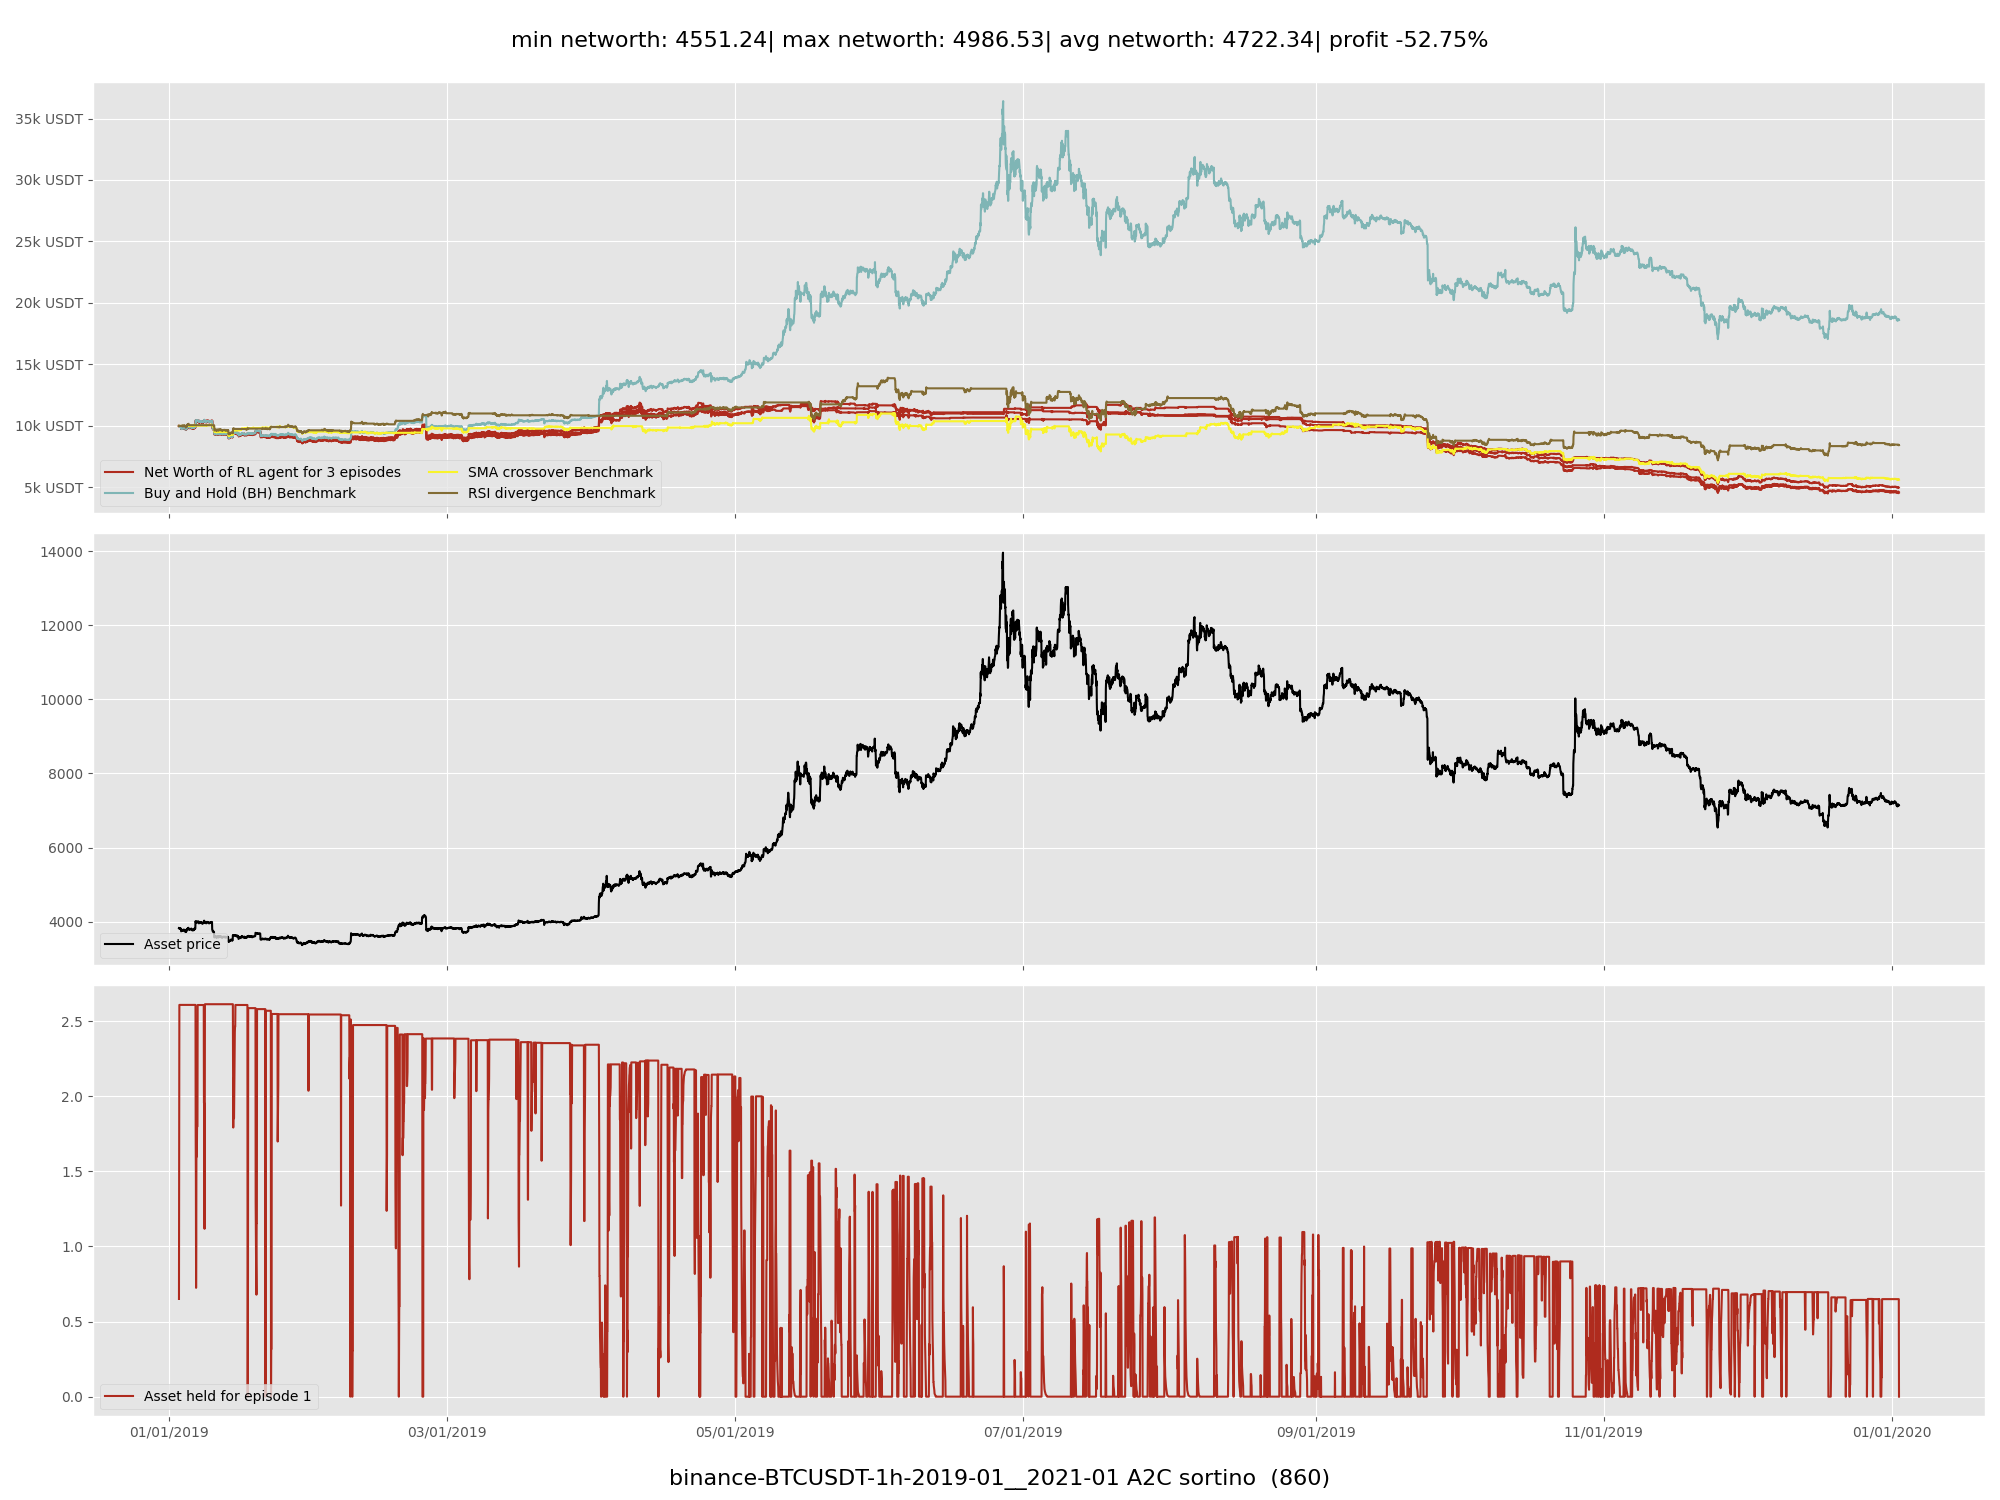 min networth: 4551.24| max networth: 4986.53| avg networth: 4722.34| profit -52.75%
35k USDT
30k USDT
25k USDT
20k USDT
15k USDT
10k USDT
5k USDT
Net Worth of RL agent for 3 episodes
Buy and Hold (BH) Benchmark
SMA crossover Benchmark
RSI divergence Benchmark
14000
12000
10000
8000
6000
4000
Asset price
2.5
2.0
1.5
1.0
0.5
0.0
Asset held for episode 1
01/01/2019 03/01/2019 05/01/2019 07/01/2019 09/01/2019 11/01/2019 01/01/2020
binance-BTCUSDT-1h-2019-01__2021-01 A2C sortino  (860)